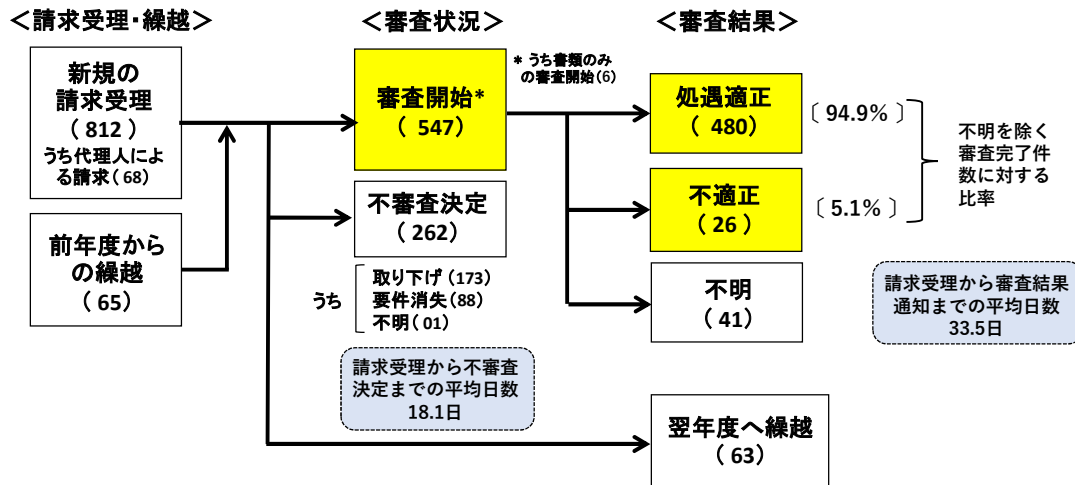 ＜請求受理・繰越＞
新規の
請求受理
（ 812 ）
うち代理人によ
る請求（68）
前年度から
の繰越
（ 65 ）
＜審査状況＞
* うち書類のみ
の審査開始（6）
審査開始*
（ 547）
不審査決定
（ 262）
うち
取り下げ（173）
要件消失（88）
不明（ 01）
請求受理から不審査
決定までの平均日数
18.1日
＜審査結果＞
処遇適正
（ 480 ）
〔 94.9% 〕
不適正
（ 26 ）
〔 5.1% 〕
不明
（ 41 ）
不明を除く
審査完了件
数に対する
比率
請求受理から審査結果
通知までの平均日数
33.5日
翌年度へ繰越
（ 63）